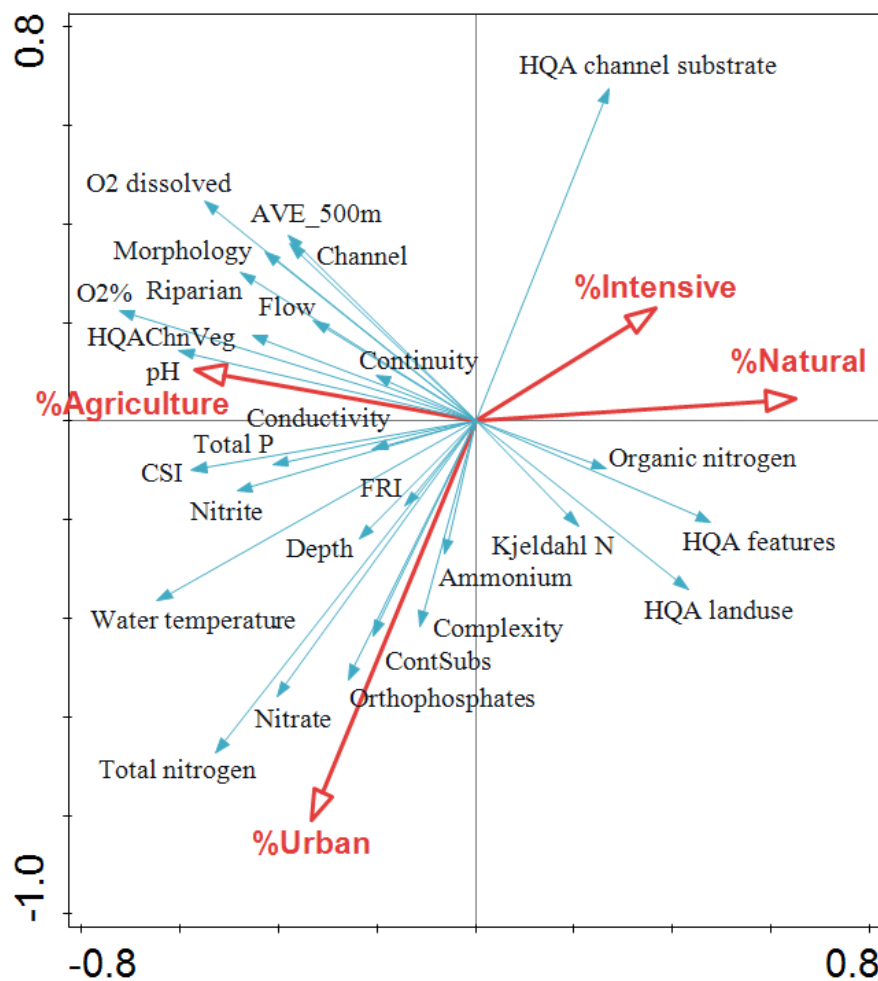 0.8
HQA channel substrate
O2 dissolved
AVE_500m
Morphology
Channel
%Intensive
O2%
Riparian
Flow
HQAChnVeg
Continuity
%Natural
pH
%Agriculture
Conductivity
Total P
Organic nitrogen
CSI
FRI
Nitrite
Depth
Kjeldahl N
HQA features
Ammonium
Water temperature
Complexity
HQA landuse
ContSubs
Orthophosphates
Nitrate
Total nitrogen
%Urban
-1.0
-0.8
0.8